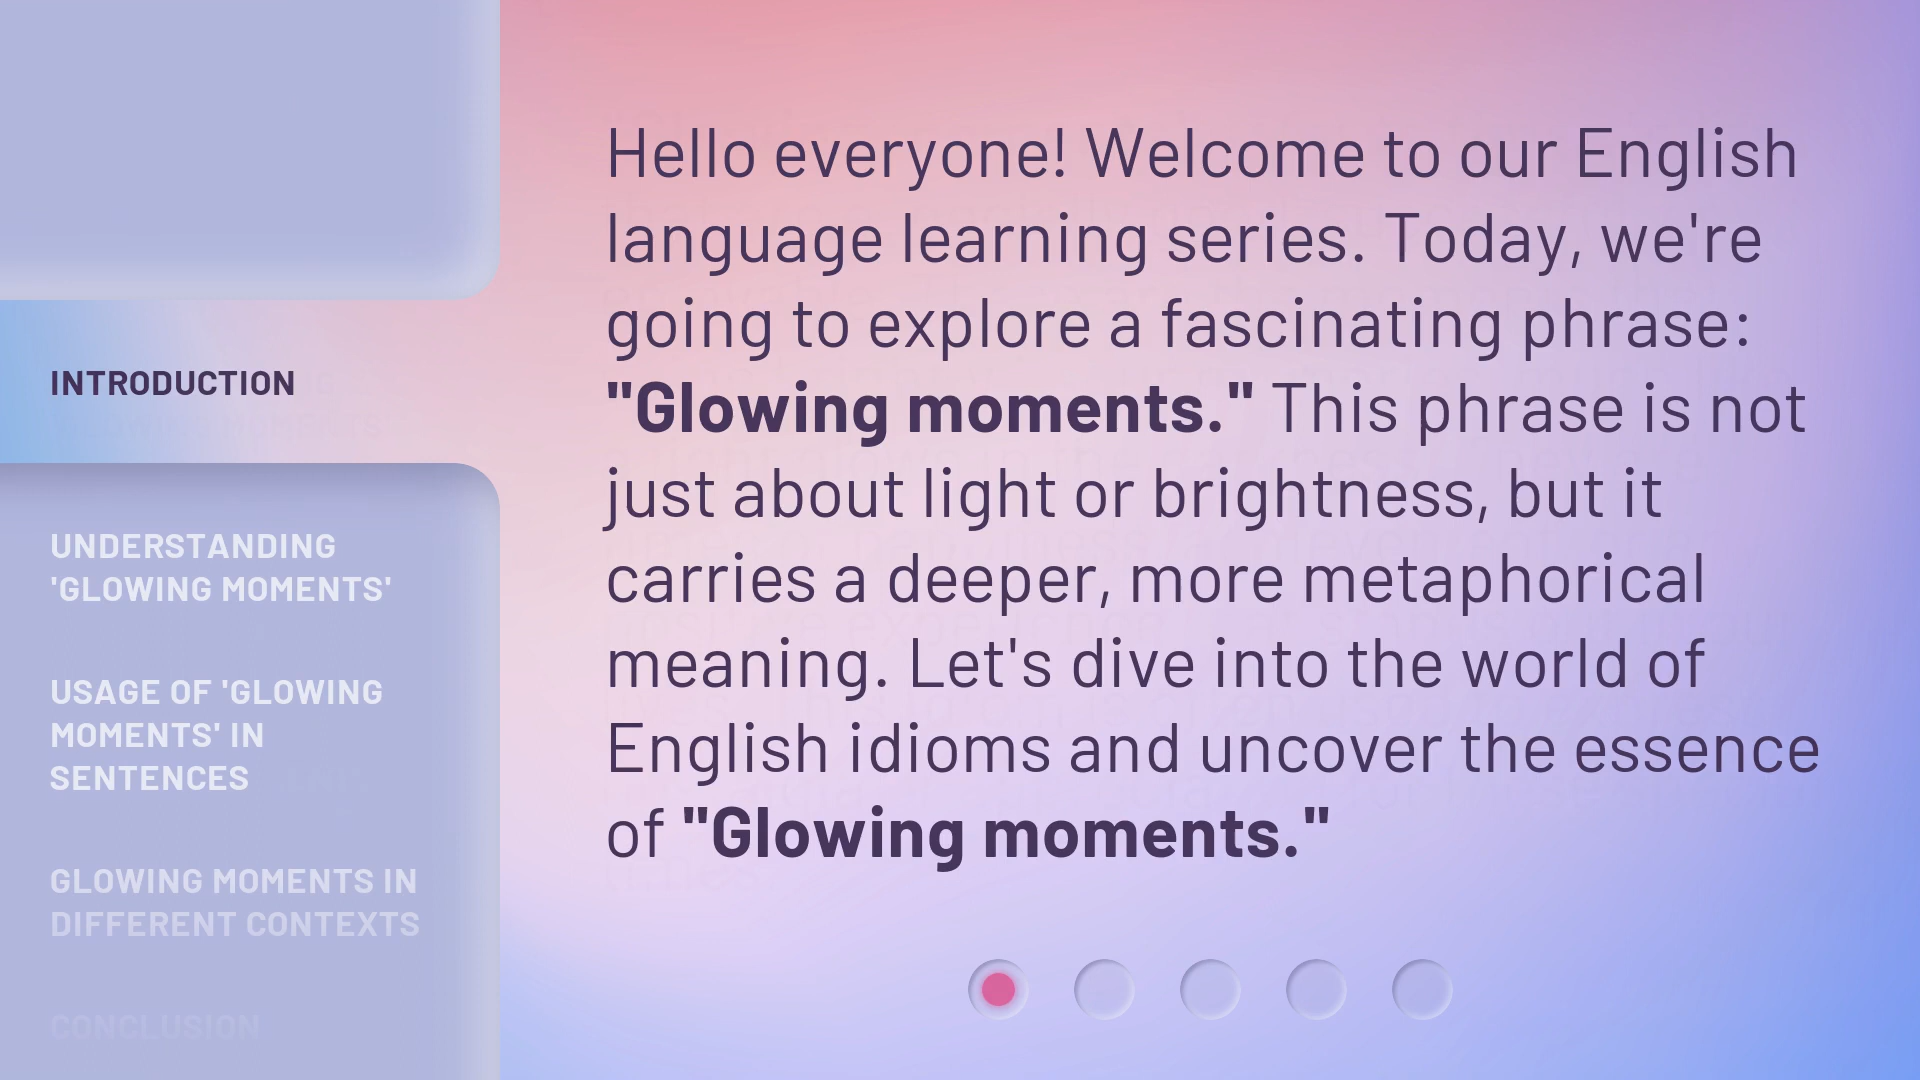 INTRODUCTION
UNDERSTANDING
'GLOWING MOMENTS'
USAGE OF 'GLOWING
MOMENTS' IN
SENTENCES
GLOWING MOMENTS IN
DIFFERENT CONTEXTS
CONCLUSION
Hello everyone! Welcome to our English
language learning series. Today, we're
going to explore a fascinating phrase:
"Glowing moments." This phrase is not
just about light or brightness, but it
carries a deeper, more metaphorical
meaning. Let's dive into the world of
English idioms and uncover the essence
of "Glowing moments."